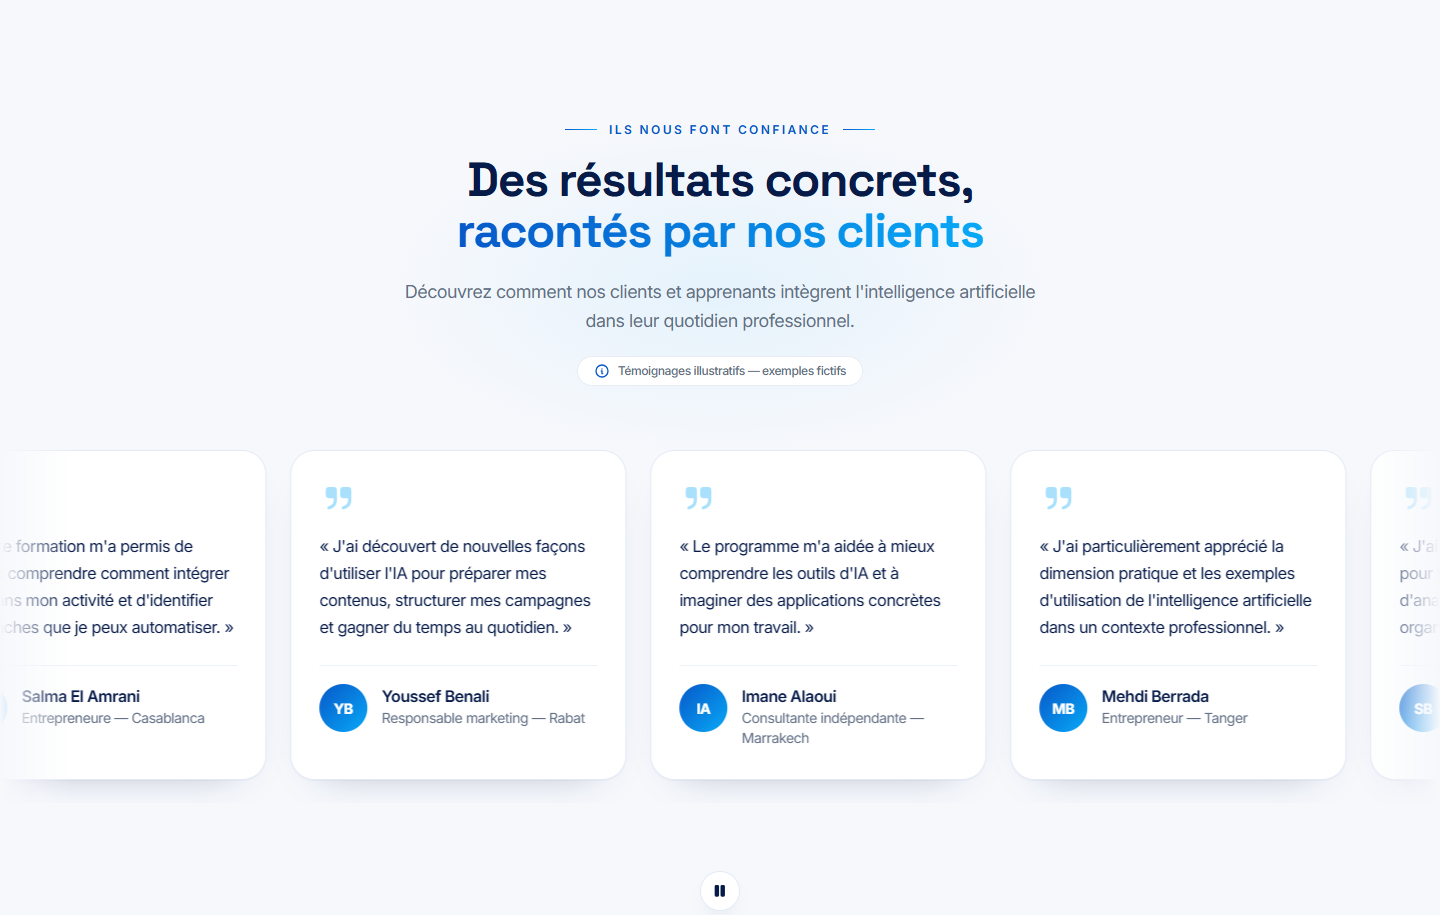 ILS NOUS FONT CONFIANCE
Des résultats concrets,
racontés par nos clients
Découvrez comment nos clients et apprenants intègrent l'intelligence artificielle
dans leur quotidien professionnel.
Témoignages illustratifs — exemples fictifs
formation m'a permis de
comprendre comment intégrer
mon activité et d'identifier
que je peux automatiser. »
Salma El Amrani
Entrepreneure — Casablanca
« J'ai découvert de nouvelles façons
d'utiliser l'IA pour préparer mes
contenus, structurer mes campagnes
et gagner du temps au quotidien. »
YB
Youssef Benali
Responsable marketing — Rabat
« Le programme m'a aidée à mieux
comprendre les outils d'IA et à
imaginer des applications concrètes
pour mon travail. »
IA
Imane Alaoui
Consultante indépendante —
Marrakech
« J'ai particulièrement apprécié la
dimension pratique et les exemples
d'utilisation de l'intelligence artificielle
dans un contexte professionnel. »
MB
Mehdi Berrada
Entrepreneur — Tanger
« J'ai
pour
SB